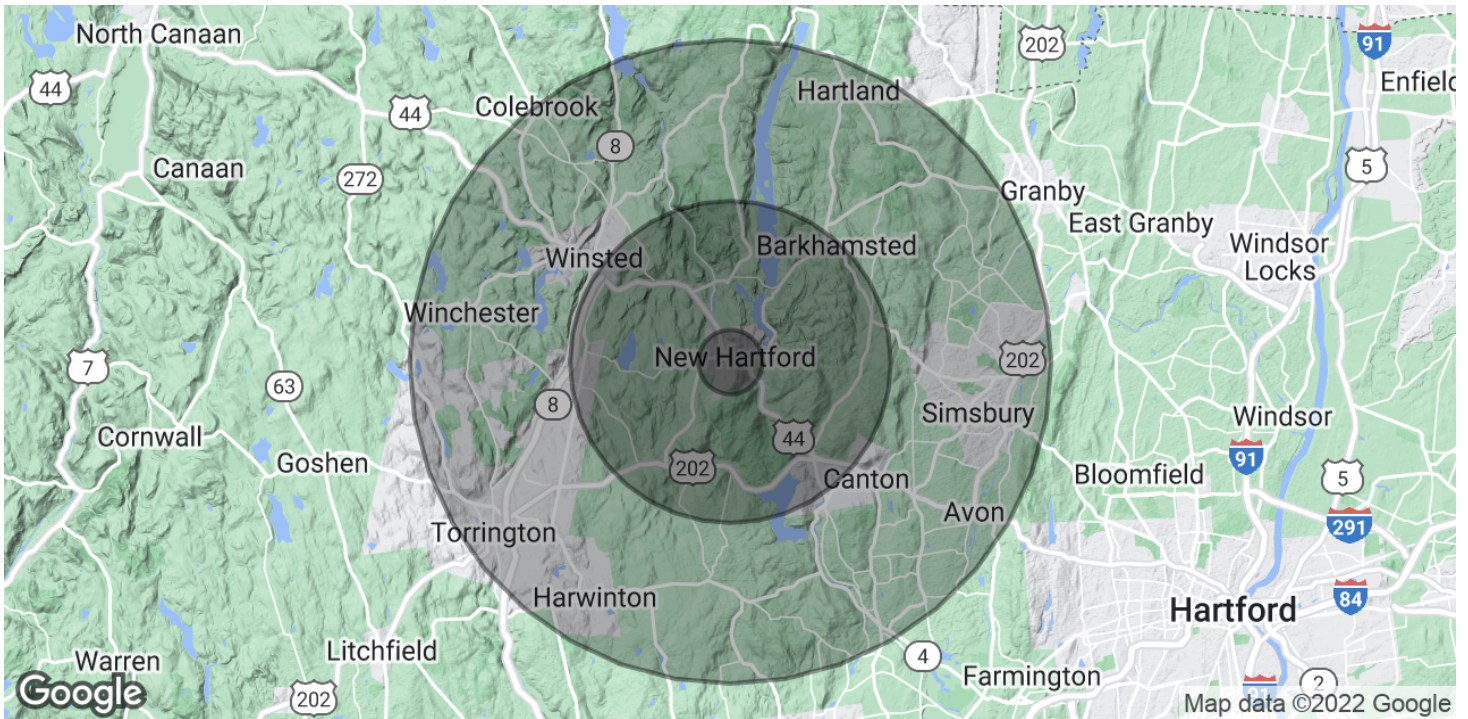 North Canaan
202
91
Enfield
44
Colebrook
44
Hartland
8
Canaan
272
5
Granby
East Granby
Winsted
Barkhamsted
Windsor
Locks
Winchester
New Hartford
202
7
63
8
Simsbury
Windsor
Cornwall
44
Goshen
202
Canton
91
Bloomfield
5
Avon
291
Torrington
Harwinton
84
Hartford
Litchfield
4
Warren
Farmington
Google
202
91
2
Map data ©2022 Google